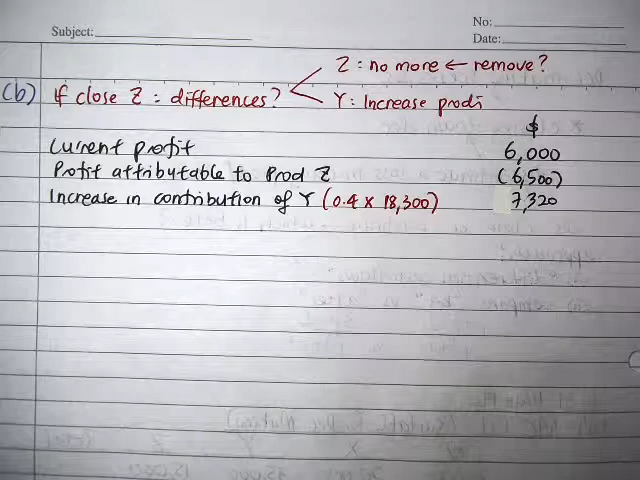 No:
Subject:
Date:
Z : no more ← remove?
(b) If close Z : differences?
Y : Increase prodⁿ
$
Current profit 6,000
Profit attributable to Prod Z (6,500)
Increase in contribution of Y (0.4 x 18,300) 7,320